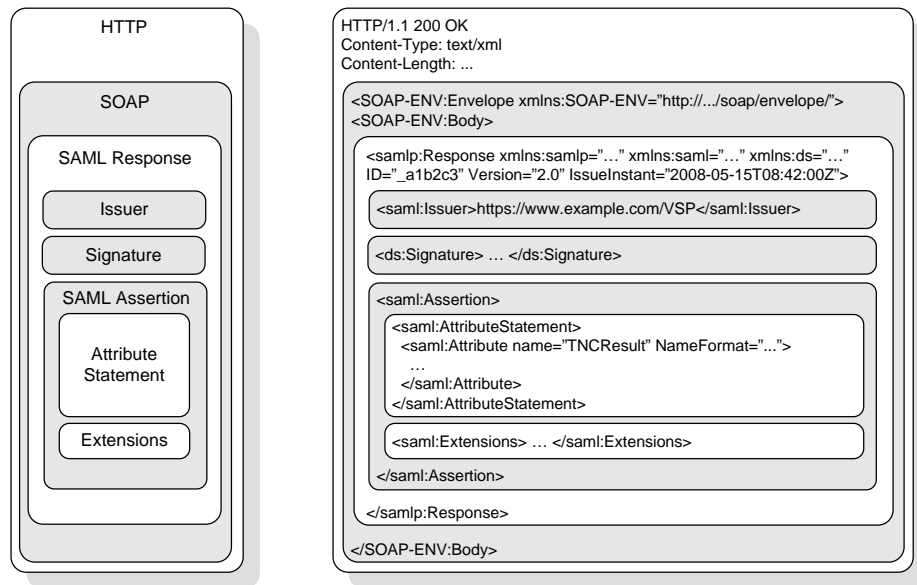 HTTP
SOAP
SAML Response
Issuer
Signature
SAML Assertion
Attribute
Statement
Extensions
HTTP/1.1 200 OK
Content-Type: text/xml
Content-Length: ...
<SOAP-ENV:Envelope xmlns:SOAP-ENV=”http://.../soap/envelope/”>
<SOAP-ENV:Body>
<samlp:Response xmlns:samlp=”…” xmlns:saml=”…” xmlns:ds=”…”
ID=”_a1b2c3” Version=”2.0” IssueInstant=”2008-05-15T08:42:00Z”>
<saml:Issuer>https://www.example.com/VSP</saml:Issuer>
<ds:Signature> … </ds:Signature>
<saml:Assertion>
<saml:AttributeStatement>
<saml:Attribute name=”TNCResult” NameFormat=”...”>
…
</saml:Attribute>
</saml:AttributeStatement>
<saml:Extensions> … </saml:Extensions>
</saml:Assertion>
</samlp:Response>
</SOAP-ENV:Body>